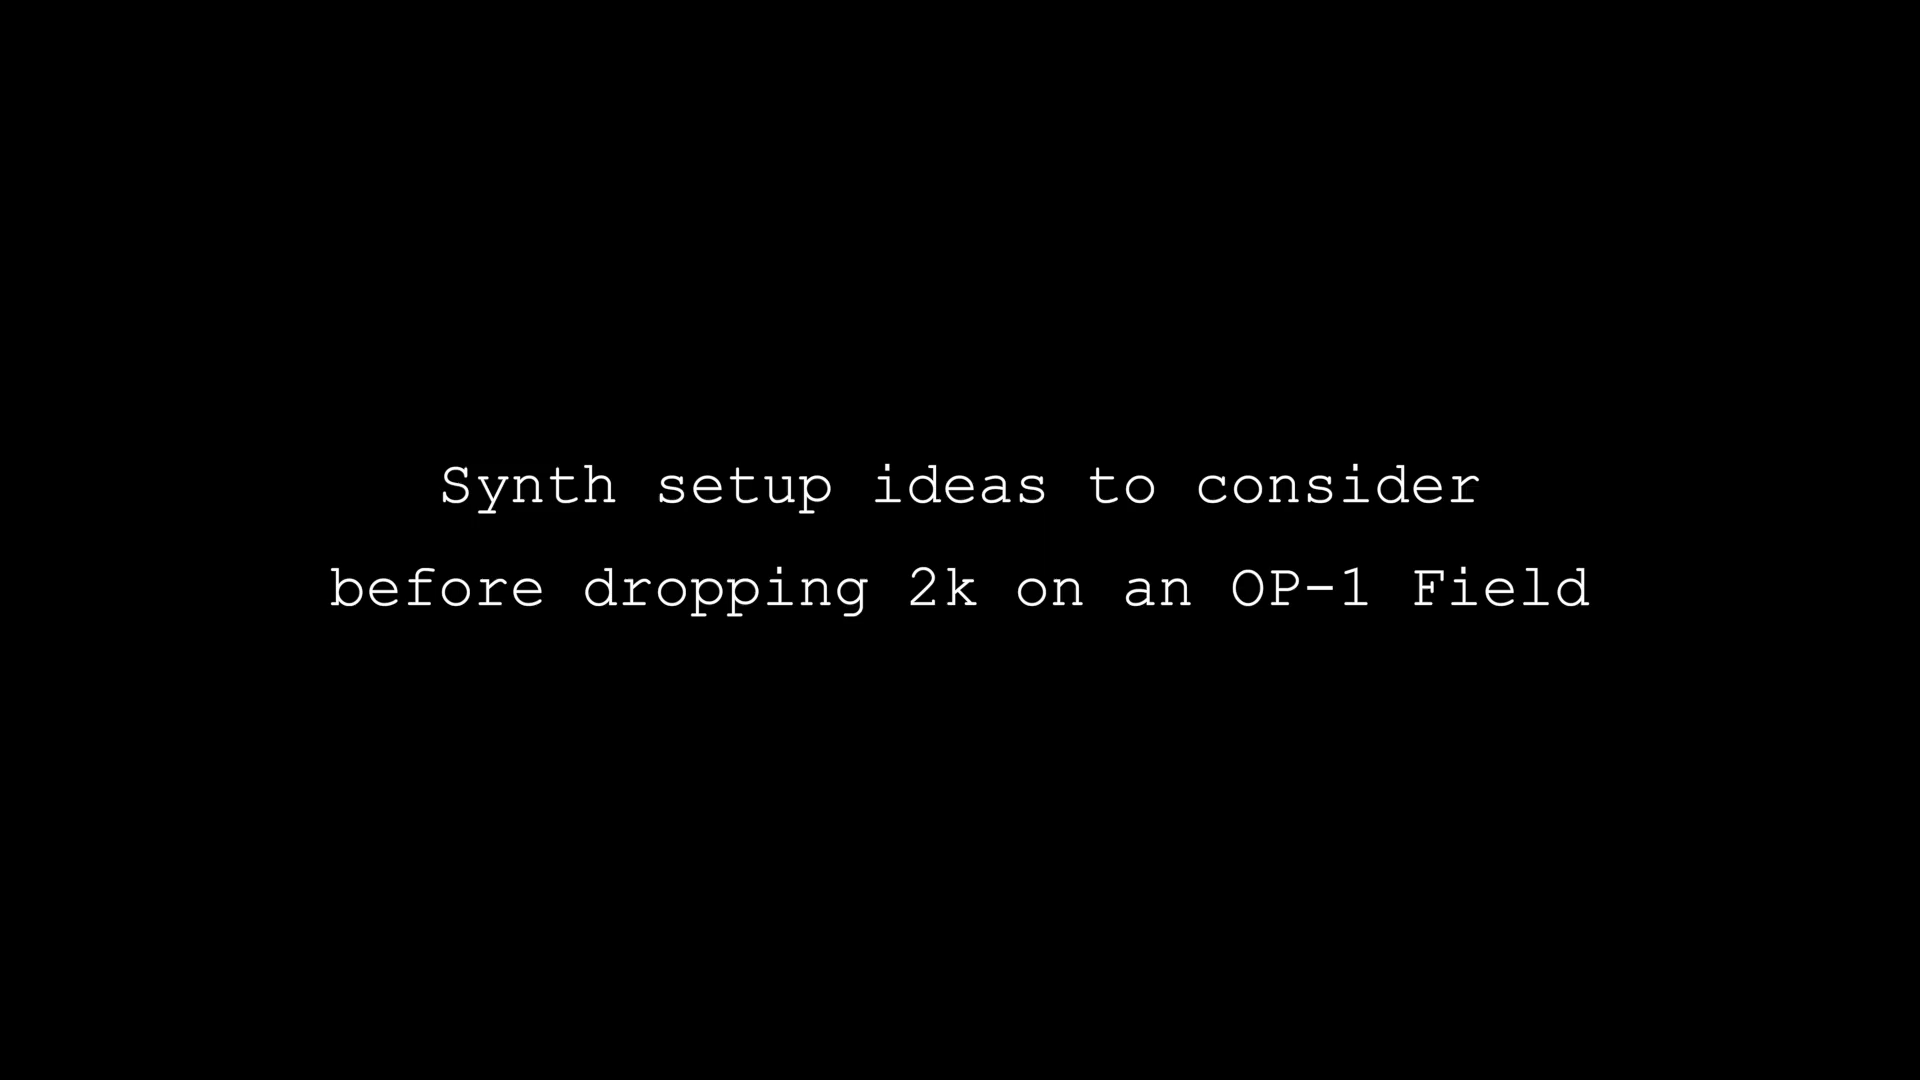 Synth setup ideas to consider
before dropping 2k on an OP-1 Field